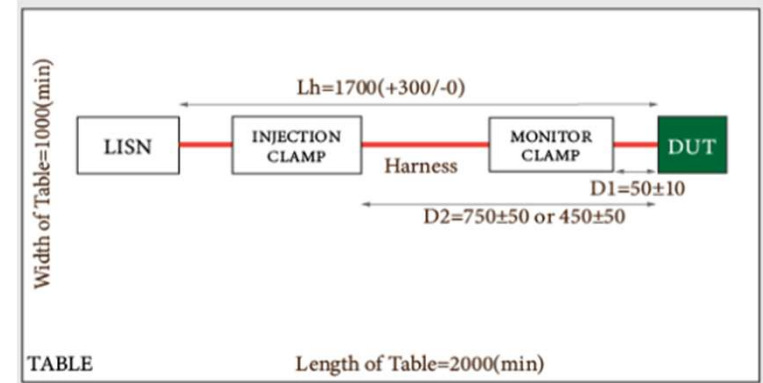 Width of Table=1000(min)
Lh=1700(+300/-0)
LISN
INJECTION
CLAMP
Harness
MONITOR
CLAMP
DUT
D1=50±10
D2=750±50 or 450±50
TABLE
Length of Table=2000(min)